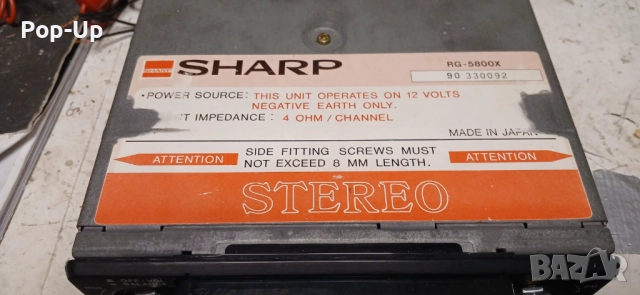 Pop-Up
SHARP
RG-5800X
90 330092
•POWER SOURCE: THIS UNIT OPERATES ON 12 VOLTS
NEGATIVE EARTH ONLY.
T IMPEDANCE: 4 OHM/CHANNEL
MADE IN JAPAN
ATTENTION
SIDE FITTING SCREWS MUST
NOT EXCEED 8 MM LENGTH.
ATTENTION
STEREO
bazar